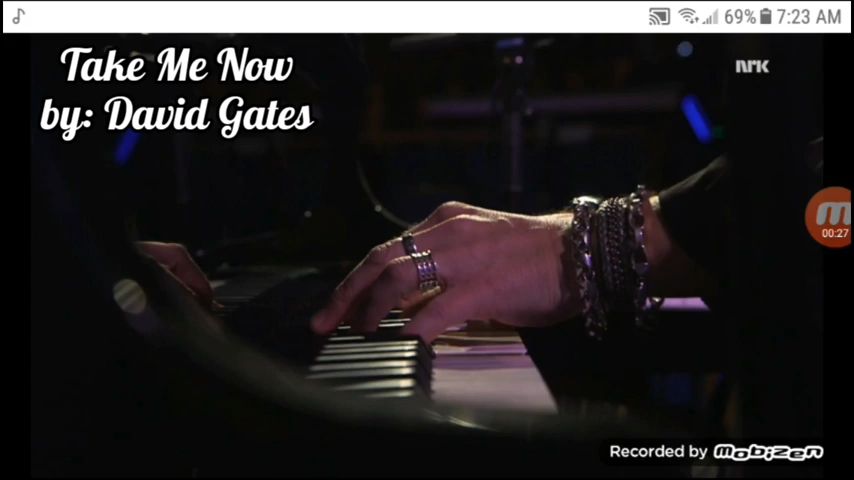 69% 7:23 AM
Take Me Now
by: David Gates
NRK
00:27
Recorded by mobizen